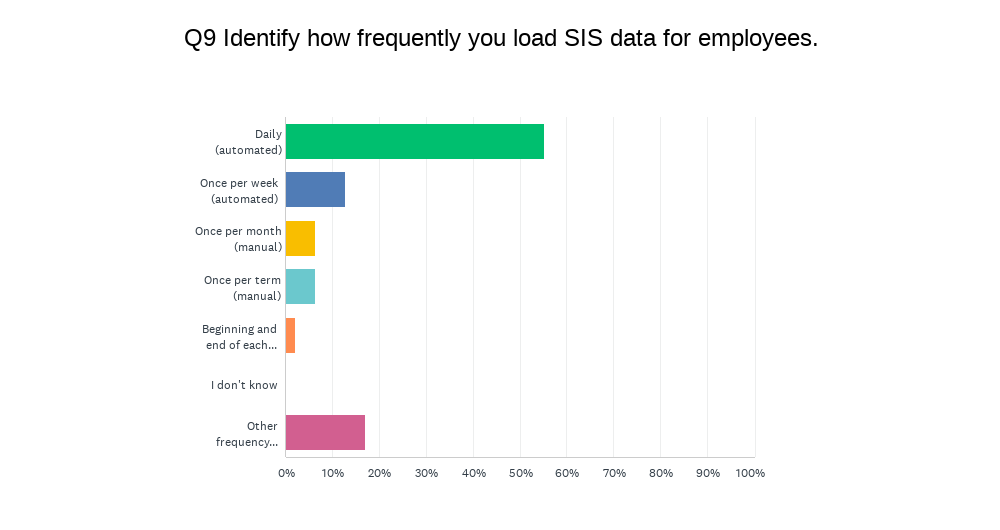 Q9 Identify how frequently you load SIS data for employees.
Daily
(automated)
Once per week
(automated)
Once per month
(manual)
Once per term
(manual)
Beginning and
end of each...
I don't know
Other
frequency...
0% 10% 20% 30% 40% 50% 60% 70% 80% 90% 100%